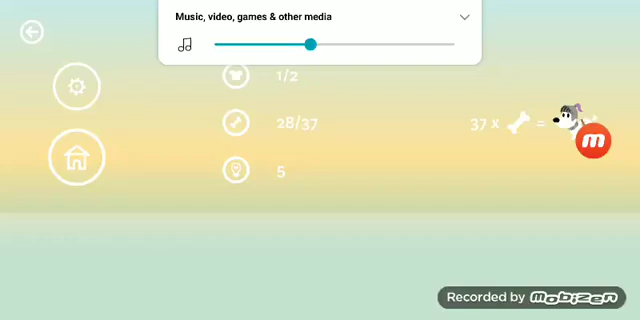 Music, video, games & other media
1/2
28/37
37 x =
m
5
Recorded by mobizen